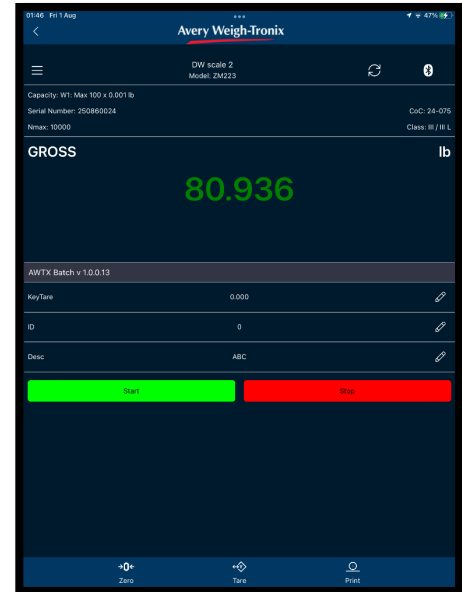 01:46 Fri 1 Aug
47%
Avery Weigh-Tronix
DW scale 2
Model: ZM223
Capacity: W1: Max 100 x 0.001 lb
Serial Number: 250860024
CoC: 24-075
Nmax: 10000
Class: III / III L
GROSS
lb
80.936
AWTX Batch v 1.0.0.13
KeyTare
0.000
ID
0
Desc
ABC
Start
Stop
→0←
Zero
Tare
Print